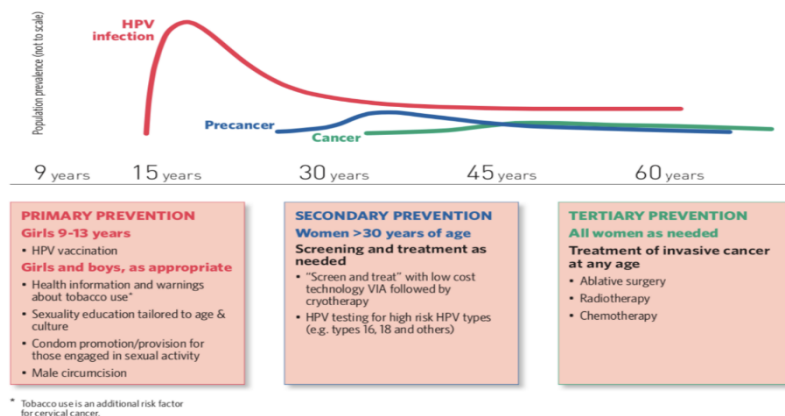 Population prevalence (not to scale)
HPV
infection
Precancer
Cancer
9 years
15 years
30 years
45 years
60 years
PRIMARY PREVENTION
Girls 9-13 years
• HPV vaccination
Girls and boys, as appropriate
• Health information and warnings
about tobacco use*
• Sexuality education tailored to age &
culture
• Condom promotion/provision for
those engaged in sexual activity
• Male circumcision
SECONDARY PREVENTION
Women >30 years of age
Screening and treatment as
needed
• "Screen and treat" with low cost
technology VIA followed by
cryotherapy
• HPV testing for high risk HPV types
(e.g. types 16, 18 and others)
TERTIARY PREVENTION
All women as needed
Treatment of invasive cancer
at any age
• Ablative surgery
• Radiotherapy
• Chemotherapy
* Tobacco use is an additional risk factor
for cervical cancer.